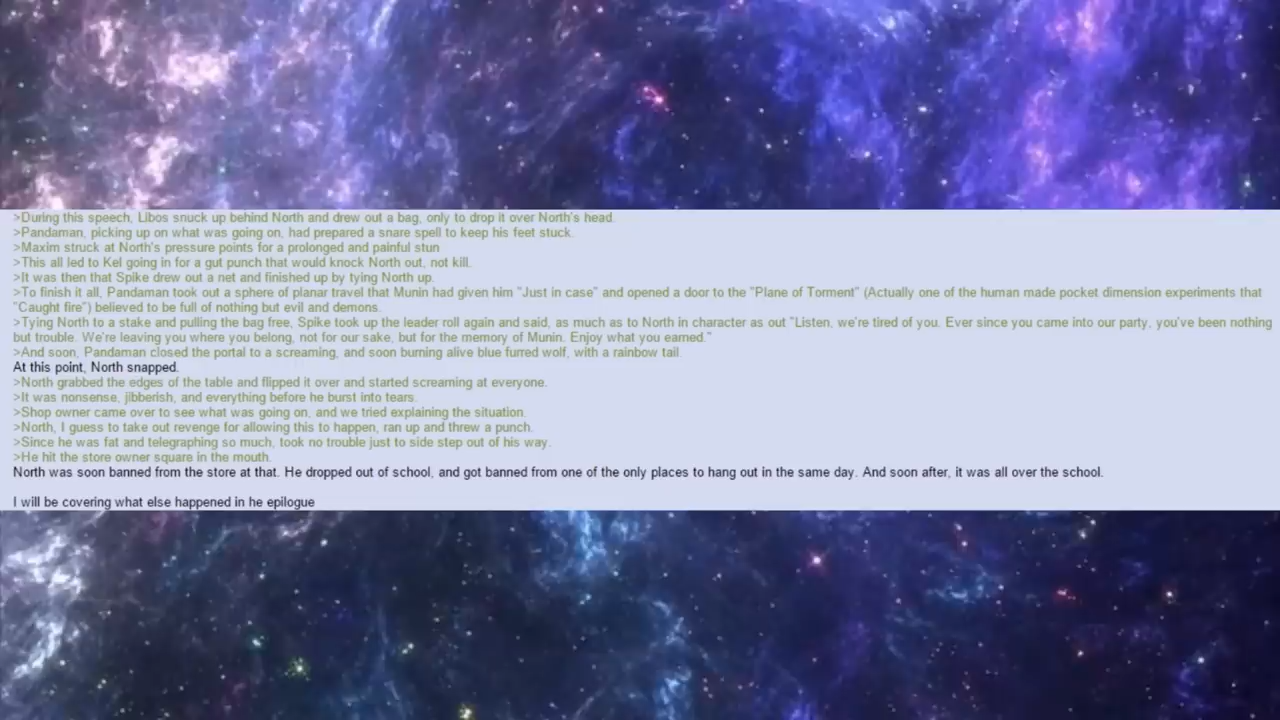 >During this speech, Libos snuck up behind North and drew out a bag, only to drop it over North's head.
>Pandaman, picking up on what was going on, had prepared a snare spell to keep his feet stuck.
>Maxim struck at North's pressure points for a prolonged and painful stun
>This all led to Kel going in for a gut punch that would knock North out, not kill.
>It was then that Spike drew out a net and finished up by tying North up.
>To finish it all, Pandaman took out a sphere of planar travel that Munin had given him "Just in case" and opened a door to the "Plane of Torment" (Actually one of the human made pocket dimension experiments that
"Caught fire") believed to be full of nothing but evil and demons.
>Tying North to a stake and pulling the bag free, Spike took up the leader roll again and said, as much as to North in character as out "Listen, we're tired of you. Ever since you came into our party, you've been nothing
but trouble. We're leaving you where you belong, not for our sake, but for the memory of Munin. Enjoy what you earned."
>And soon, Pandaman closed the portal to a screaming, and soon burning alive blue furred wolf, with a rainbow tail.
At this point, North snapped.
>North grabbed the edges of the table and flipped it over and started screaming at everyone.
>It was nonsense, jibberish, and everything before he burst into tears.
>Shop owner came over to see what was going on, and we tried explaining the situation.
>North, I guess to take out revenge for allowing this to happen, ran up and threw a punch.
>Since he was fat and telegraphing so much, took no trouble just to side step out of his way.
>He hit the store owner square in the mouth.
North was soon banned from the store at that. He dropped out of school, and got banned from one of the only places to hang out in the same day. And soon after, it was all over the school.
I will be covering what else happened in he epilogue